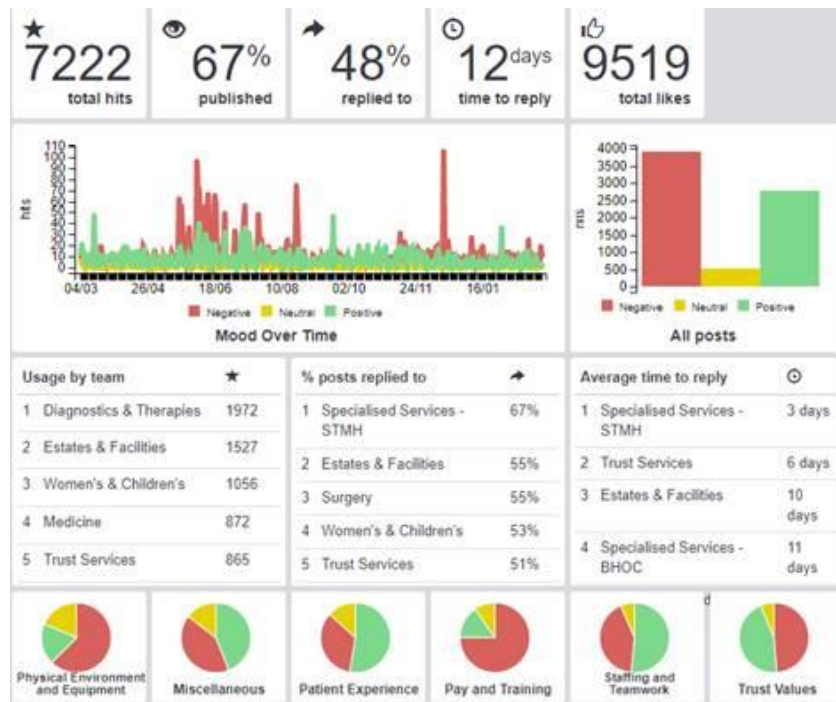 7222
total hits
67%
published
48%
replied to
12 days
time to reply
9519
total likes
110
100
90
80
70
60
50
40
30
20
10
0
hits
04/03 26/04 18/06 10/08 02/10 24/11 16/01
Negative Neutral Positive
Mood Over Time
4000
3500
3000
2500
2000
1500
1000
500
0
Negative Neutral Positive
All posts
Usage by team
1 Diagnostics & Therapies 1972
2 Estates & Facilities 1527
3 Women's & Children's 1056
4 Medicine 872
5 Trust Services 865
% posts replied to
1 Specialised Services - 67%
STMH
2 Estates & Facilities 55%
3 Surgery 55%
4 Women's & Children's 53%
5 Trust Services 51%
Average time to reply
1 Specialised Services - 3 days
STMH
2 Trust Services 6 days
3 Estates & Facilities 10
days
4 Specialised Services - 11
BHOC days
d
Physical Environment
and Equipment
Miscellaneous
Patient Experience
Pay and Training
Staffing and
Teamwork
Trust Values